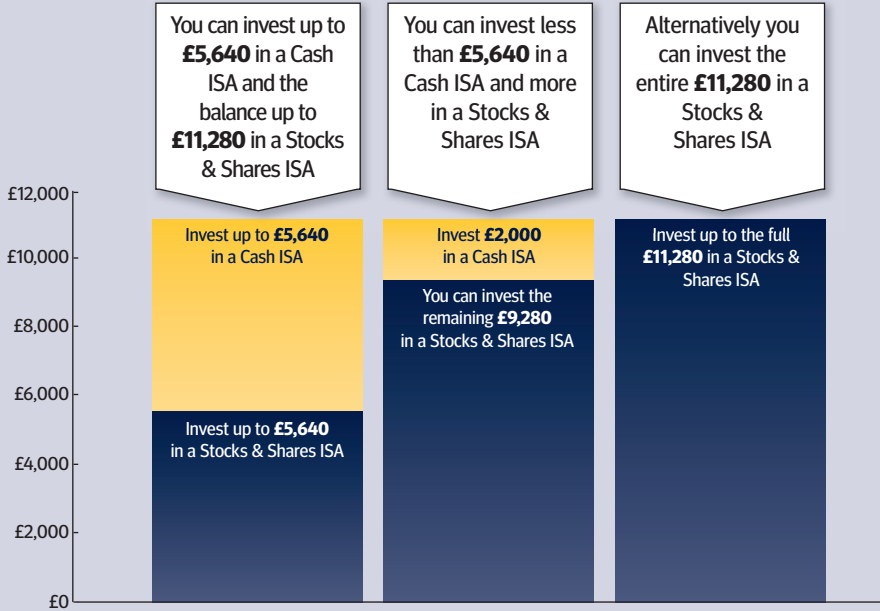 You can invest up to
£5,640 in a Cash
ISA and the
balance up to
£11,280 in a Stocks
& Shares ISA
You can invest less
than £5,640 in a
Cash ISA and more
in a Stocks &
Shares ISA
Alternatively you
can invest the
entire £11,280 in a
Stocks &
Shares ISA
£12,000
£10,000
£8,000
£6,000
£4,000
£2,000
£0
Invest up to £5,640
in a Cash ISA
Invest up to £5,640
in a Stocks & Shares ISA
Invest £2,000
in a Cash ISA
You can invest the
remaining £9,280
in a Stocks & Shares ISA
Invest up to the full
£11,280 in a Stocks &
Shares ISA